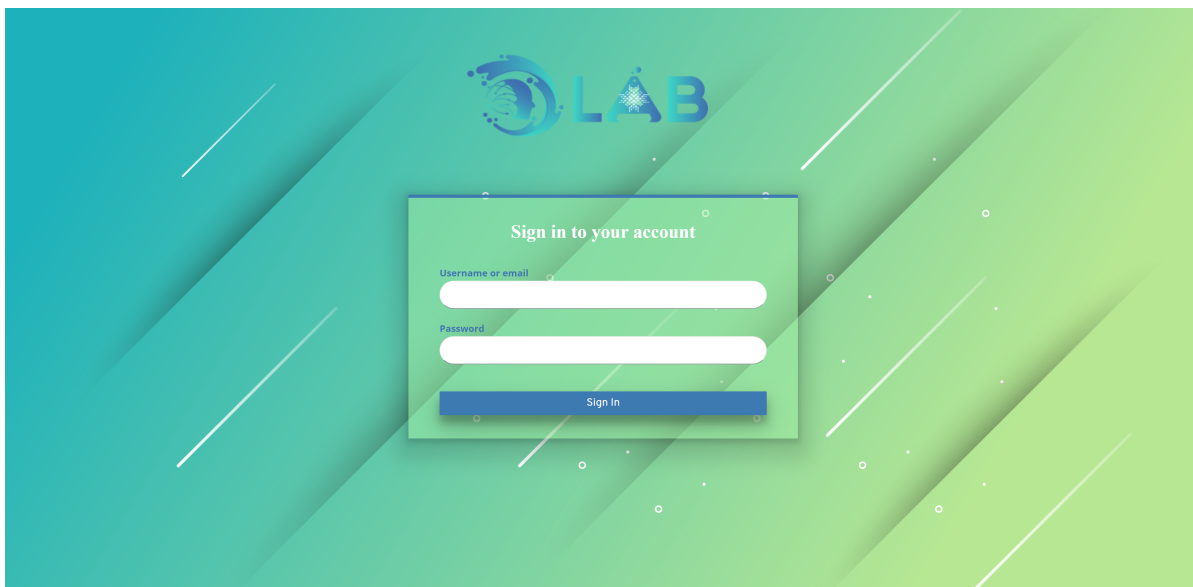 LAB
Sign in to your account
Username or email
Password
Sign In